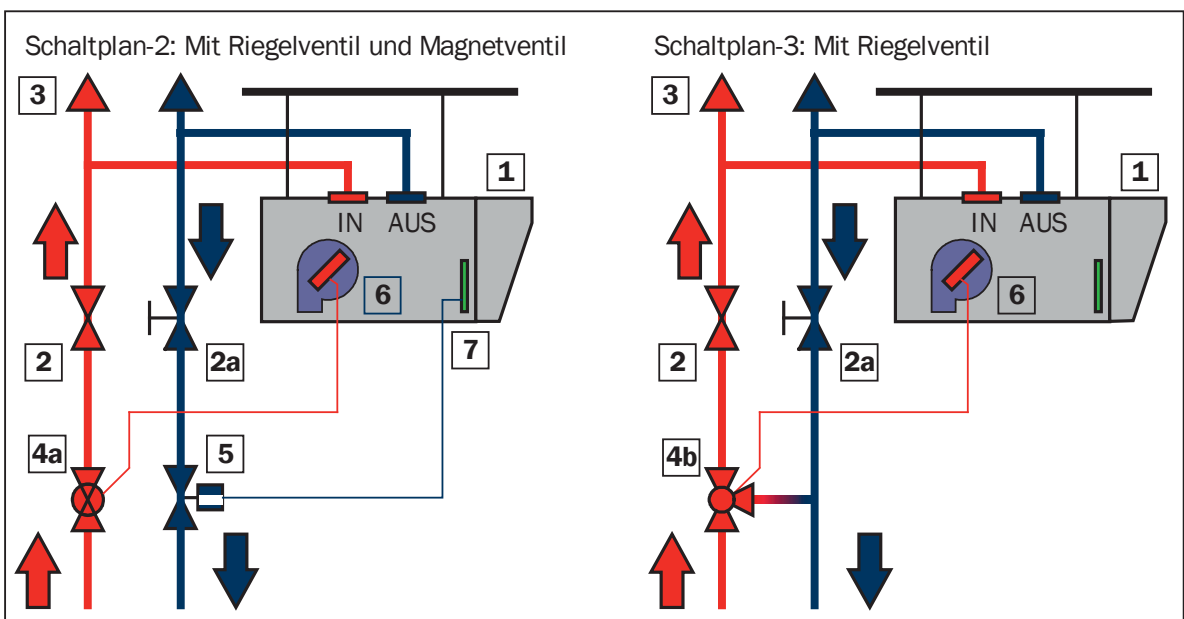 Schaltplan-2: Mit Riegelventil und Magnetventil
3
1
IN AUS
6
2
2a
7
4a
5
Schaltplan-3: Mit Riegelventil
3
1
IN AUS
6
2
2a
4b